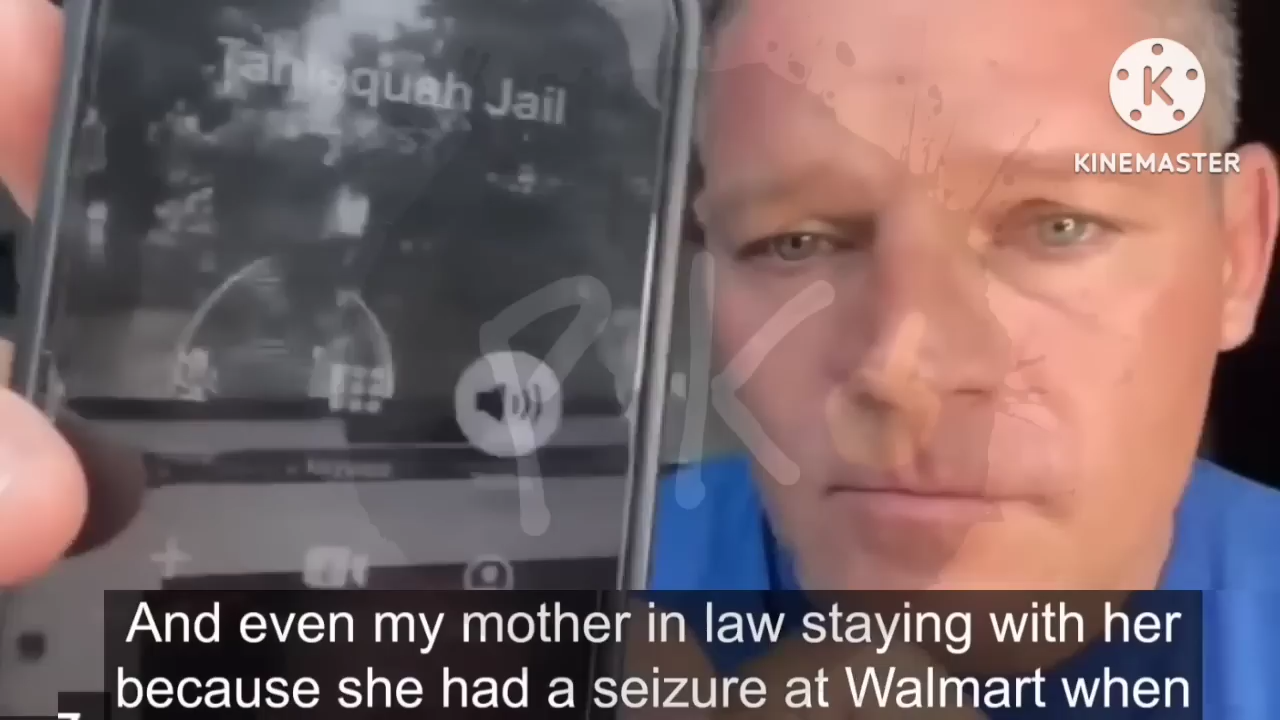 Tahlequah Jail
KINEMASTER
PK
And even my mother in law staying with her
because she had a seizure at Walmart when